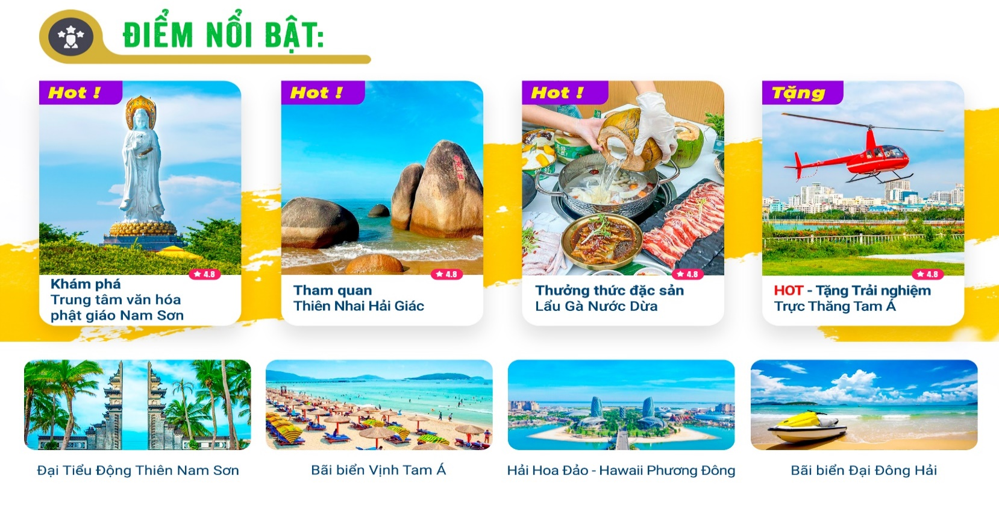 ĐIỂM NỔI BẬT:
Hot !
Hot !
Hot !
Tặng
4.8
4.8
4.8
4.8
Khám phá
Trung tâm văn hóa
phật giáo Nam Sơn
Tham quan
Thiên Nhai Hải Giác
Thưởng thức đặc sản
Lẩu Gà Nước Dừa
HOT - Tặng Trải nghiệm
Trực Thăng Tam Á
Đại Tiểu Động Thiên Nam Sơn
Bãi biển Vịnh Tam Á
Hải Hoa Đảo - Hawaii Phương Đông
Bãi biển Đại Đông Hải